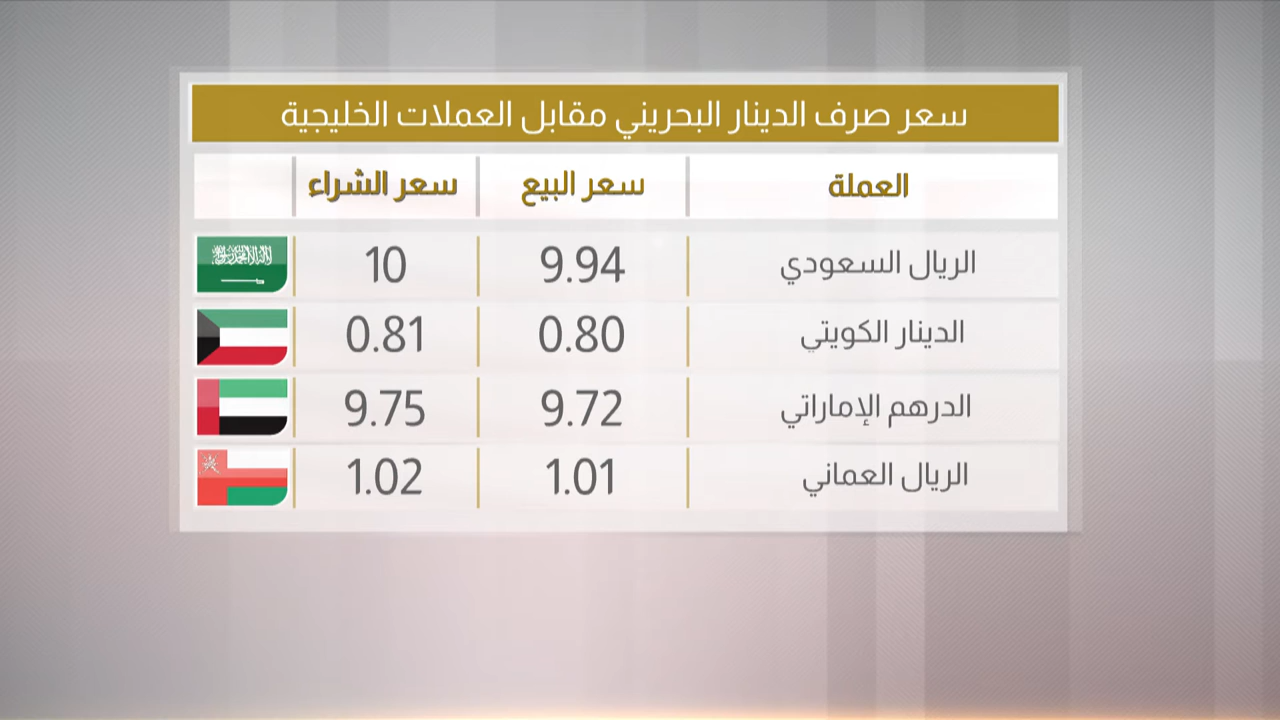 سعر صرف الدينار البحريني مقابل العملات الخليجية
العملة سعر البيع سعر الشراء
الريال السعودي 9.94 10
الدينار الكويتي 0.80 0.81
الدرهم الإماراتي 9.72 9.75
الريال العماني 1.01 1.02